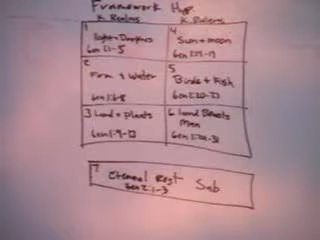 Framework Hyp
K. Realms K. Rulers
1 Light + Darkness
Gen 1:1-5
4 Sun + moon
Gen 1:14-19
2 Firm + Water
Gen 1:6-8
5 Birds + Fish
Gen 1:20-23
3 Land + Plants
Gen 1:9-13
6 Land Beasts
Man
Gen 1:24-31
7 Eternal Rest Sab
Gen 2:1-3